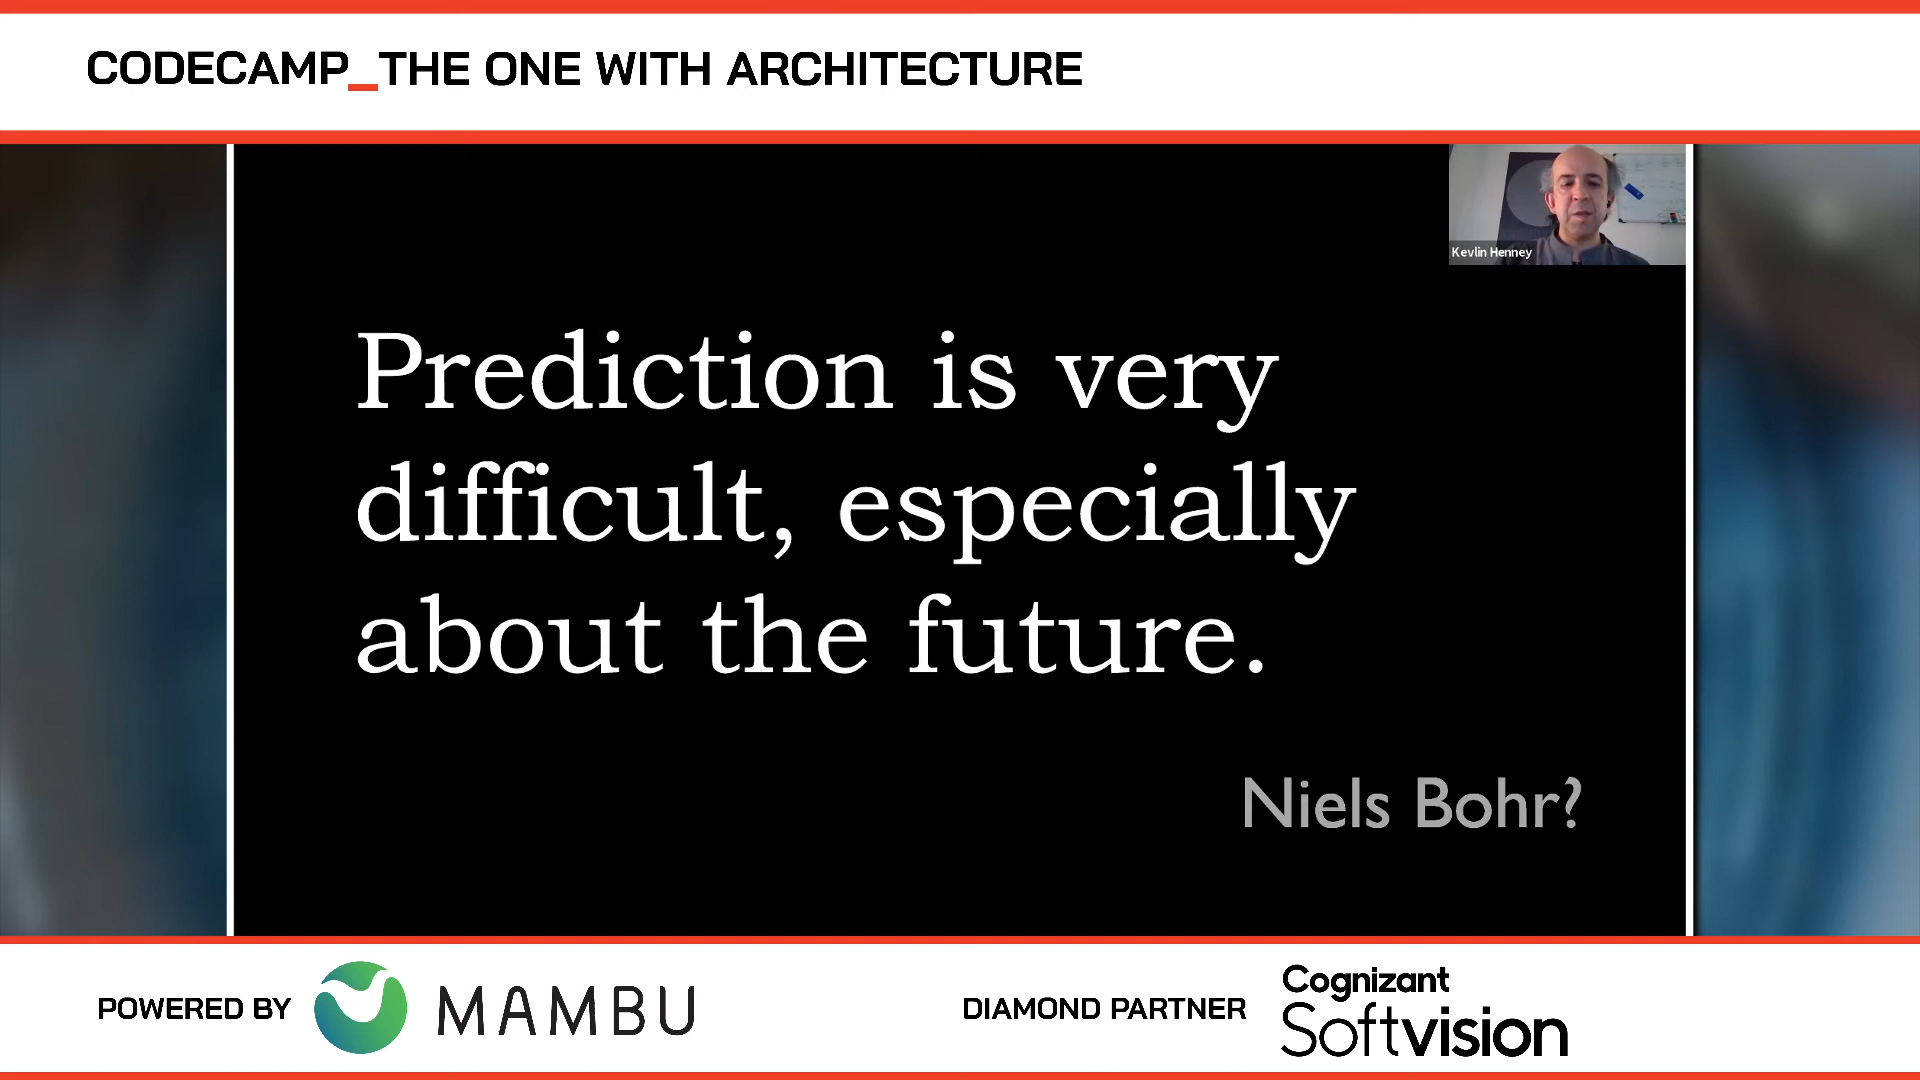 CODECAMP_THE ONE WITH ARCHITECTURE
Kevlin Henney
Prediction is very
difficult, especially
about the future.
Niels Bohr?
POWERED BY
MAMBU
DIAMOND PARTNER
Cognizant
Softvision